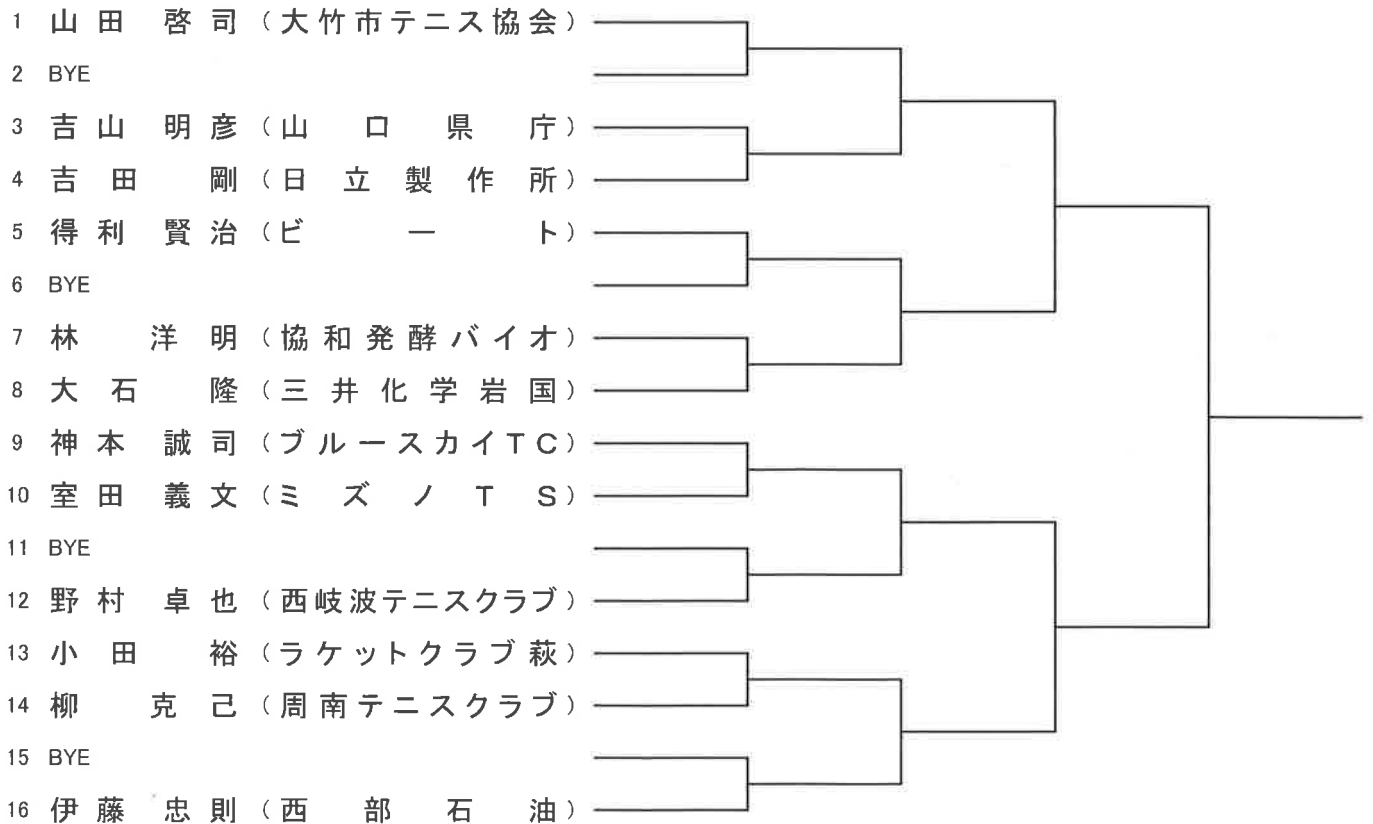 1 山田 啓司（大竹市テニス協会）
2 BYE
3 吉山 明彦（山口県庁）
4 吉田 剛（日立製作所）
5 得利 賢治（ビート）
6 BYE
7 林 洋明（協和発酵バイオ）
8 大石 隆（三井化学岩国）
9 神本 誠司（ブルースカイTC）
10 室田 義文（ミズノTS）
11 BYE
12 野村 卓也（西岐波テニスクラブ）
13 小田 裕（ラケットクラブ萩）
14 柳 克己（周南テニスクラブ）
15 BYE
16 伊藤 忠則（西部石油）